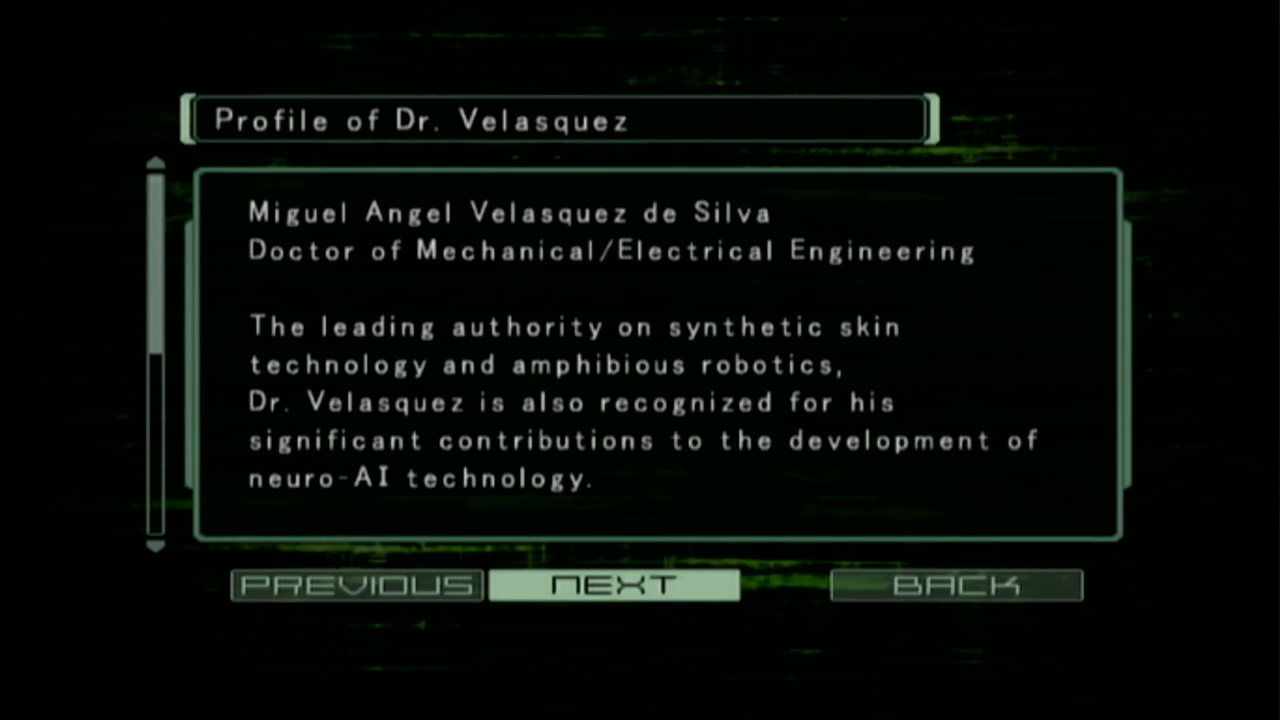 Profile of Dr. Velasquez
Miguel Angel Velasquez de Silva
Doctor of Mechanical/Electrical Engineering
The leading authority on synthetic skin
technology and amphibious robotics,
Dr. Velasquez is also recognized for his
significant contributions to the development of
neuro-AI technology.
PREVIOUS NEXT BACK